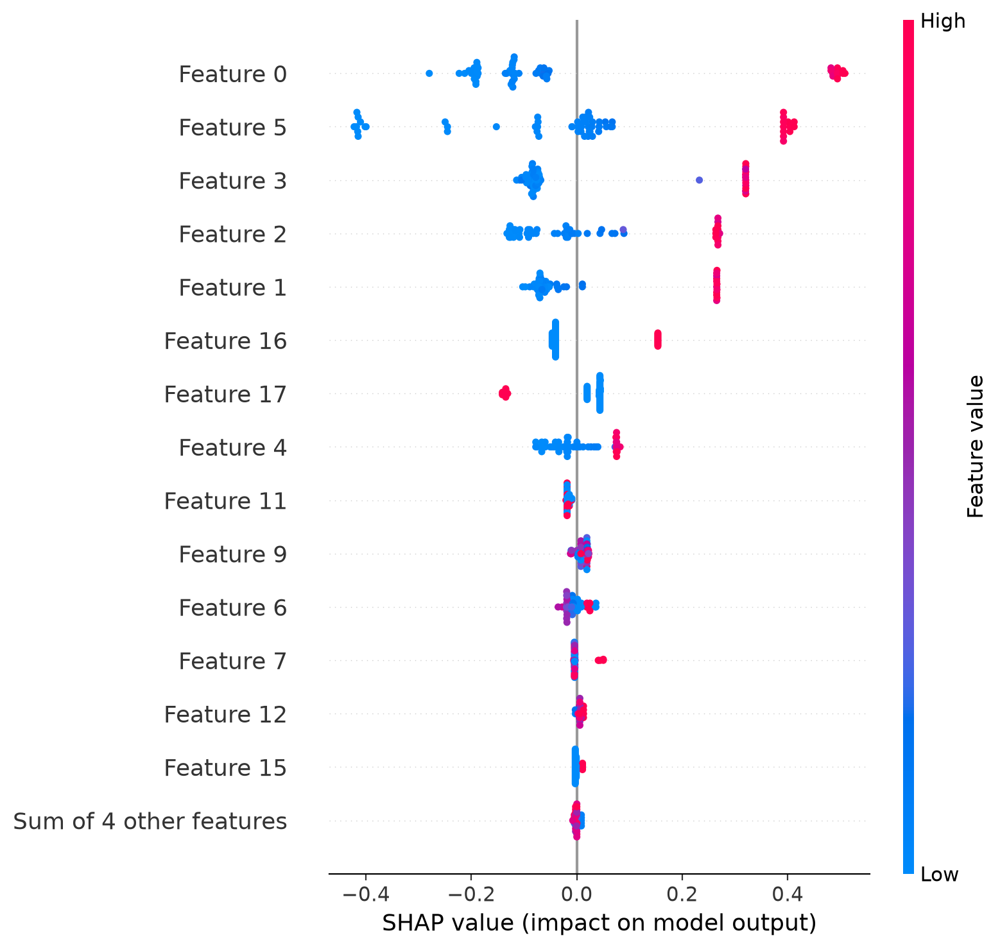 High
Feature 0
Feature 5
Feature 3
Feature 2
Feature 1
Feature 16
Feature 17
Feature 4
Feature 11
Feature 9
Feature 6
Feature 7
Feature 12
Feature 15
Sum of 4 other features
Feature value
Low
−0.4 −0.2 0.0 0.2 0.4
SHAP value (impact on model output)